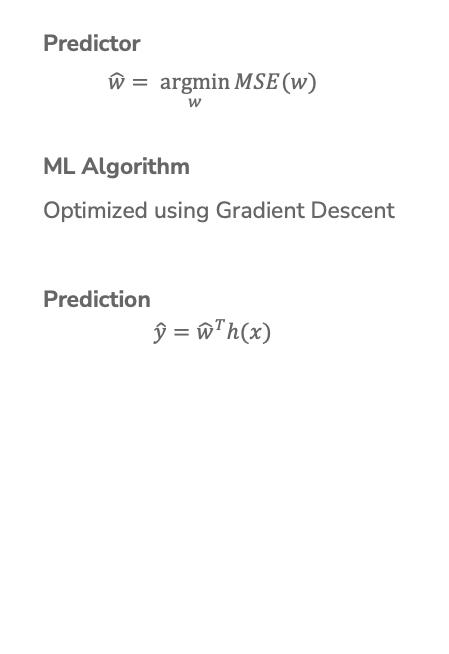 Predictor
ŵ = argmin MSE(w)
w
ML Algorithm
Optimized using Gradient Descent
Prediction
ŷ = ŵᵀh(x)